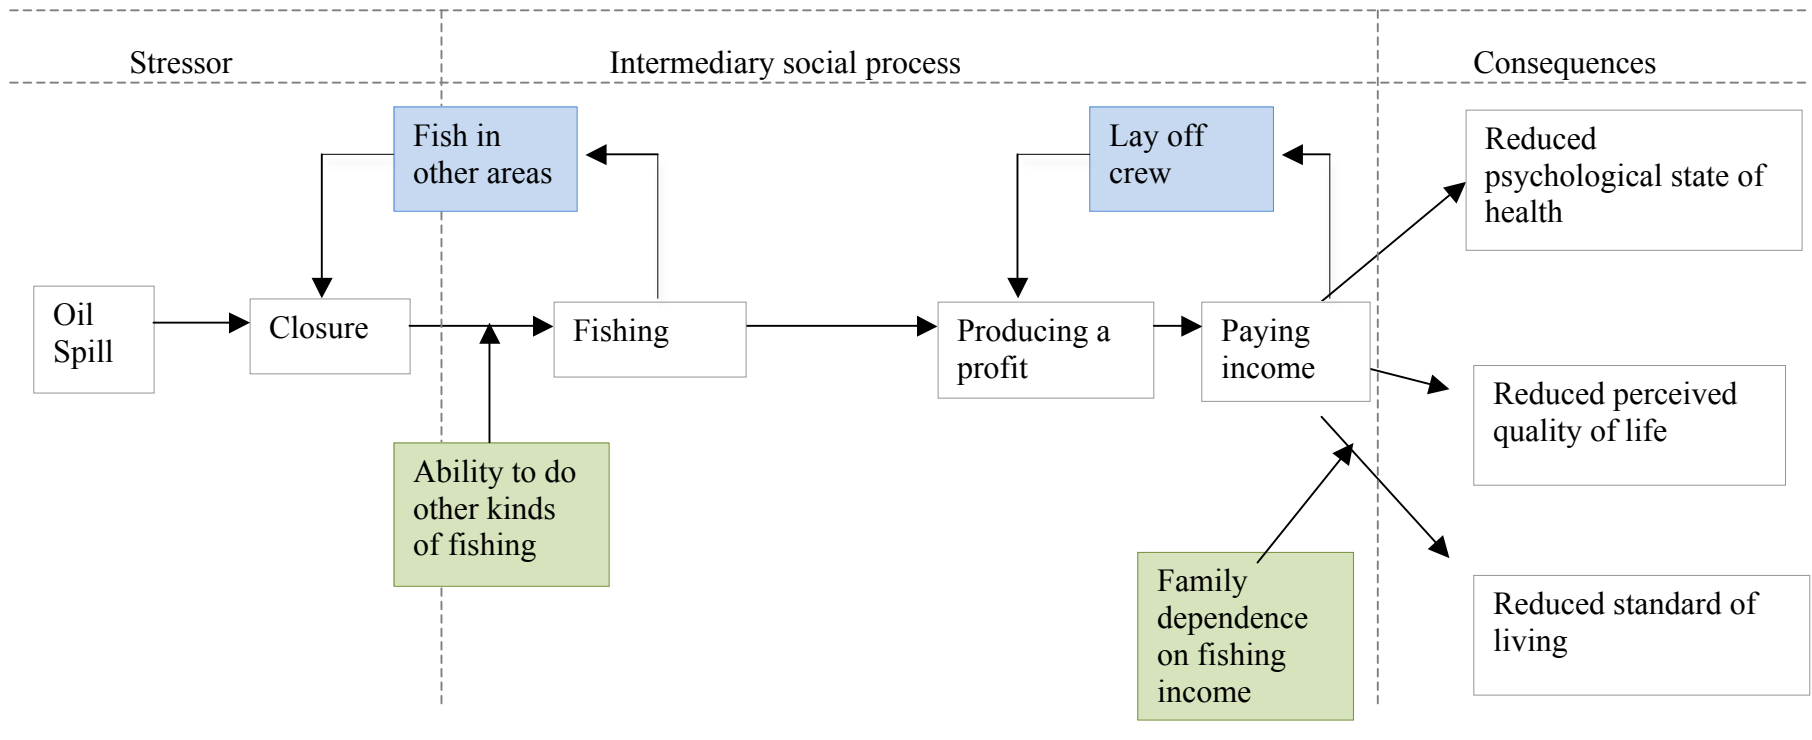 Stressor
Intermediary social process
Consequences
Fish in
other areas
Lay off
crew
Reduced
psychological state of
health
Oil
Spill
Closure
Fishing
Producing a
profit
Paying
income
Reduced perceived
quality of life
Ability to do
other kinds
of fishing
Family
dependence
on fishing
income
Reduced standard of
living